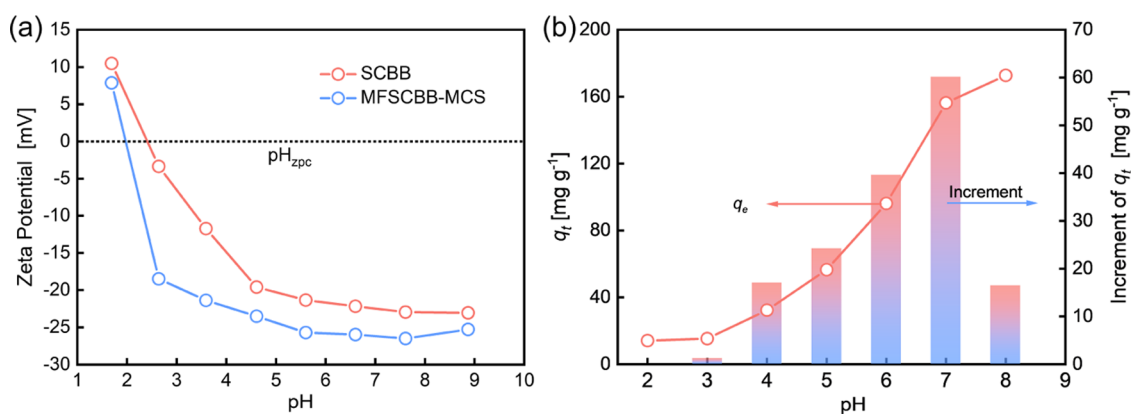 (a)
15
10
5
0
-5
-10
-15
-20
-25
-30
Zeta Potential [mV]
SCBB
MFSCBB-MCS
pHzpc
1 2 3 4 5 6 7 8 9 10
pH
(b)
200
160
120
80
40
0
qt [mg g-1]
qe
Increment
70
60
50
40
30
20
10
0
Increment of qt [mg g-1]
2 3 4 5 6 7 8 9
pH